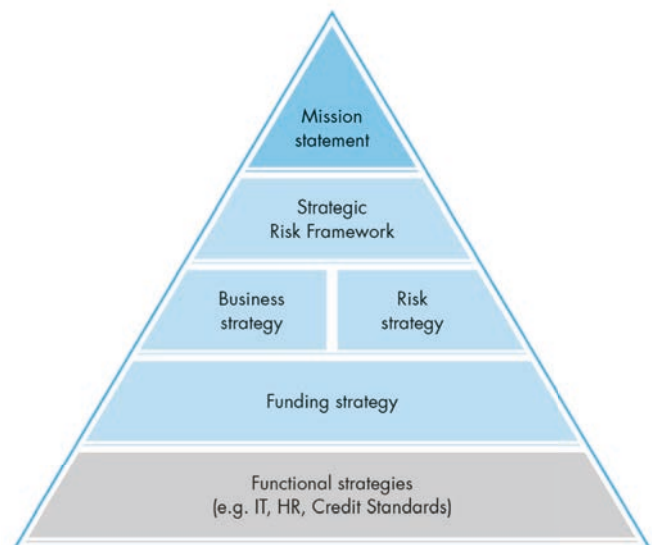 Mission
statement
Strategic
Risk Framework
Business
strategy
Risk
strategy
Funding strategy
Functional strategies
(e.g. IT, HR, Credit Standards)